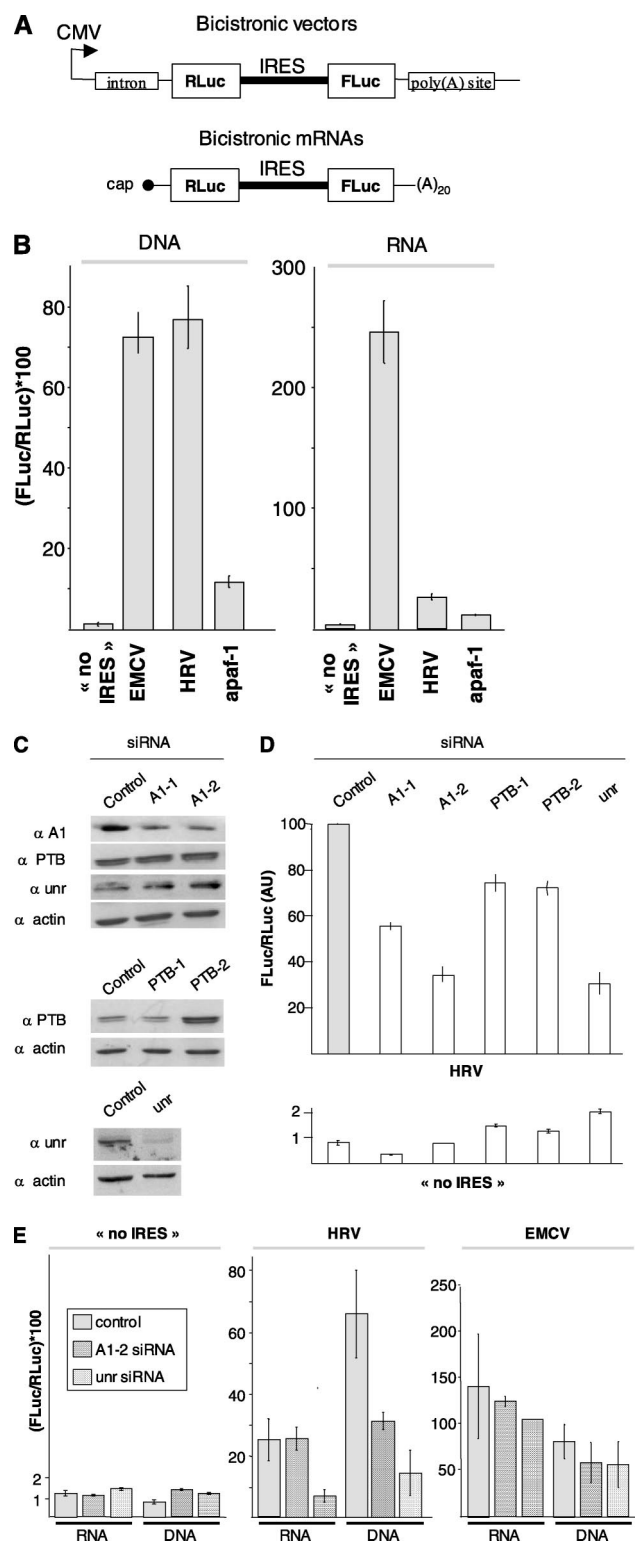 A
Bicistronic vectors
CMV
IRES
intron
RLuc
FLuc
poly(A) site
Bicistronic mRNAs
IRES
cap
RLuc
FLuc
(A)20
B
DNA
RNA
(FLuc/RLuc)*100
80
60
40
20
« no IRES »
EMCV
HRV
apaf-1
300
200
100
« no IRES »
EMCV
HRV
apaf-1
C
siRNA
Control
A1-1
A1-2
α A1
α PTB
α unr
α actin
Control
PTB-1
PTB-2
α PTB
α actin
Control
unr
α unr
α actin
D
siRNA
Control
A1-1
A1-2
PTB-1
PTB-2
unr
FLuc/RLuc (AU)
100
80
60
40
20
HRV
2
1
« no IRES »
E
« no IRES »
HRV
EMCV
(FLuc/RLuc)*100
control
A1-2 siRNA
unr siRNA
2
1
RNA
DNA
80
60
40
20
RNA
DNA
250
200
150
100
50
RNA
DNA